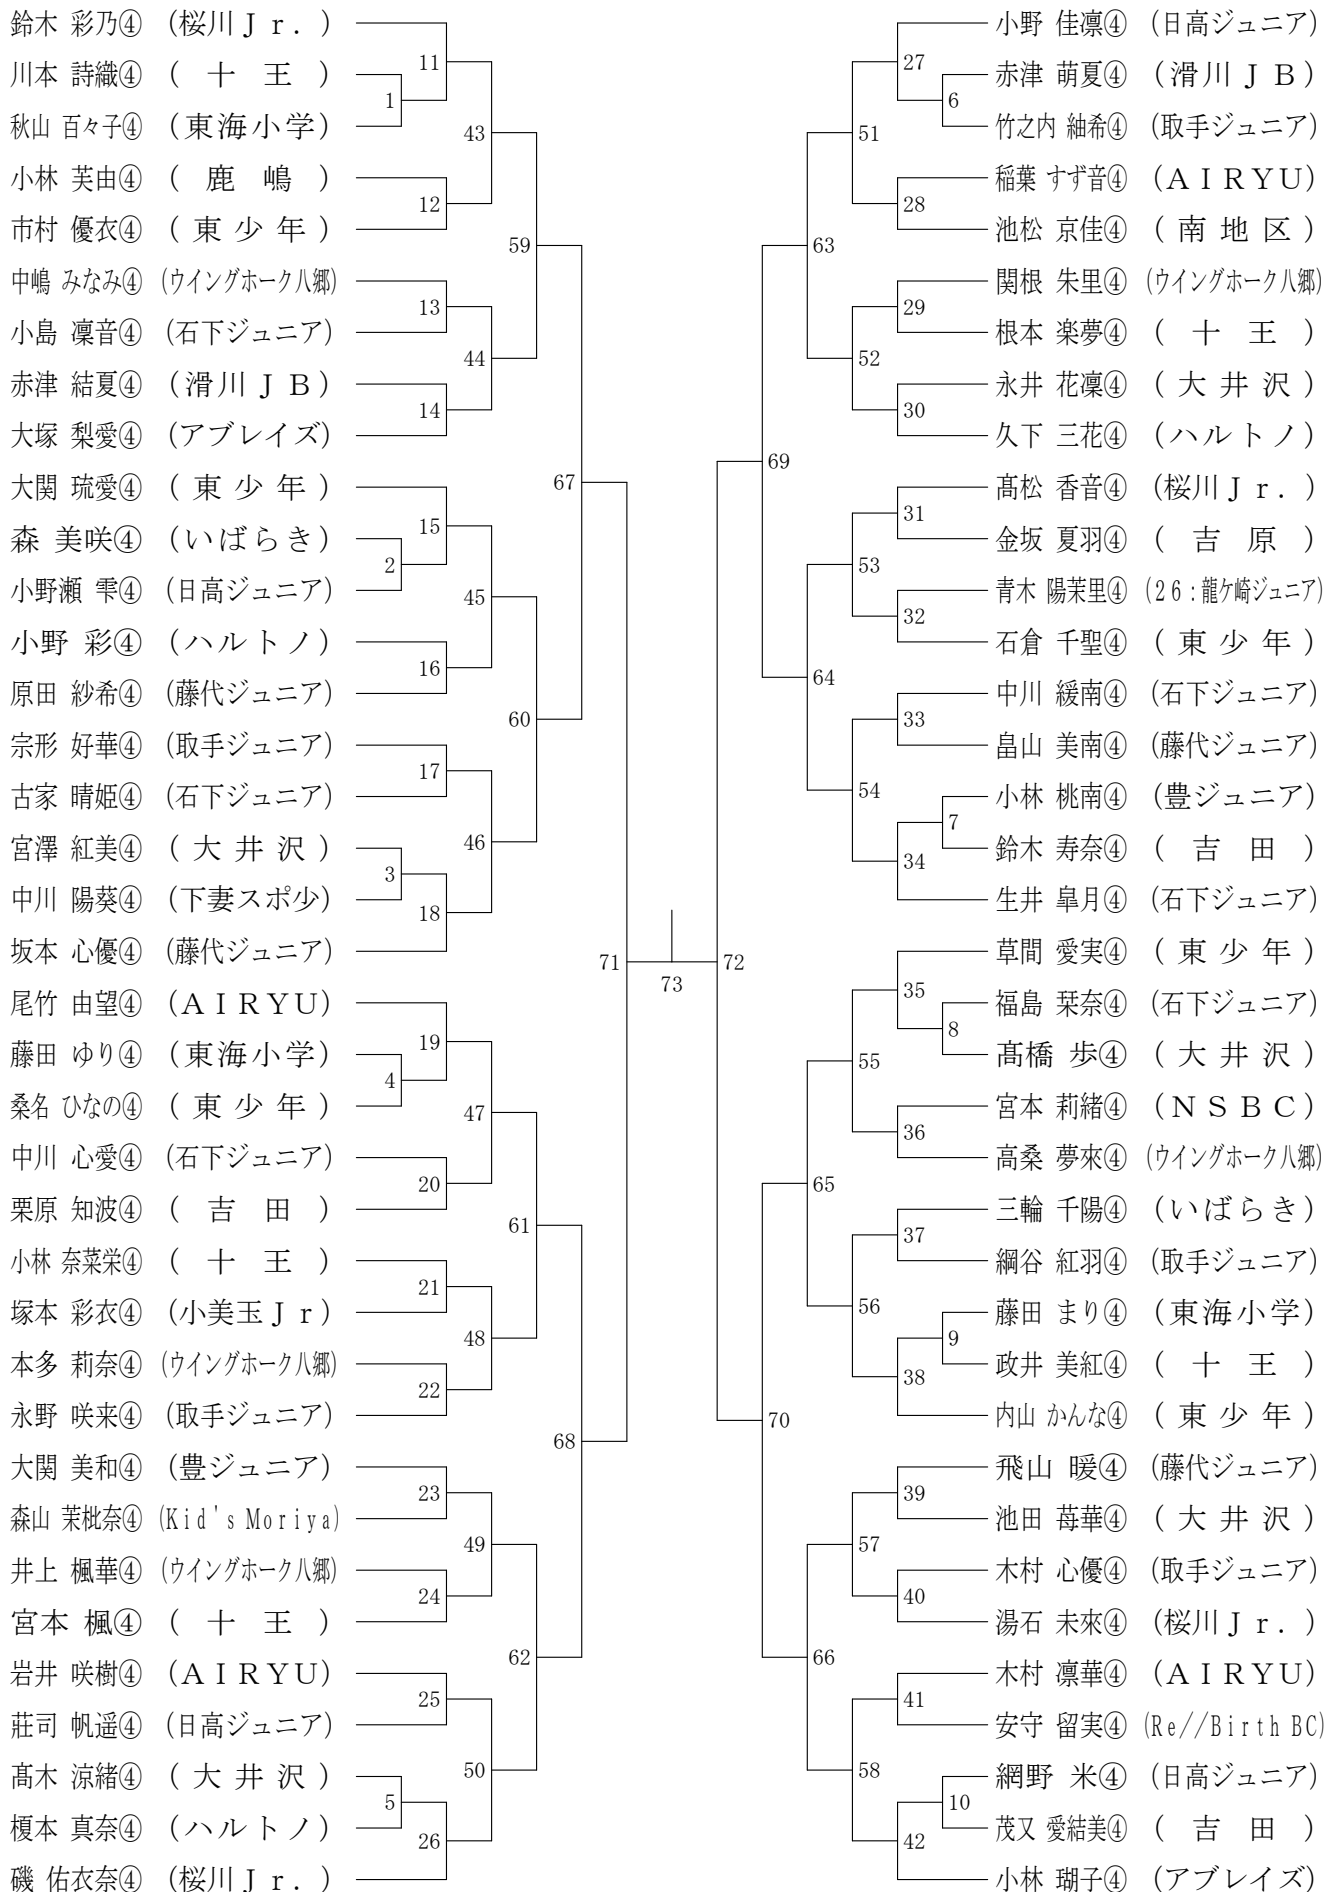 鈴木 彩乃④ (桜川Ｊｒ．)
川本 詩織④ (十王)
秋山 百々子④ (東海小学)
小林 芙由④ (鹿嶋)
市村 優衣④ (東少年)
中嶋 みなみ④ (ウイングホーク八郷)
小島 凜音④ (石下ジュニア)
赤津 結夏④ (滑川ＪＢ)
大塚 梨愛④ (アブレイズ)
大関 琉愛④ (東少年)
森 美咲④ (いばらき)
小野瀬 雫④ (日高ジュニア)
小野 彩④ (ハルトノ)
原田 紗希④ (藤代ジュニア)
宗形 好華④ (取手ジュニア)
古家 晴姫④ (石下ジュニア)
宮澤 紅美④ (大井沢)
中川 陽葵④ (下妻スポ少)
坂本 心優④ (藤代ジュニア)
尾竹 由望④ (ＡＩＲＹＵ)
藤田 ゆり④ (東海小学)
桑名 ひなの④ (東少年)
中川 心愛④ (石下ジュニア)
栗原 知波④ (吉田)
小林 奈菜栄④ (十王)
塚本 彩衣④ (小美玉Ｊｒ)
本多 莉奈④ (ウイングホーク八郷)
永野 咲来④ (取手ジュニア)
大関 美和④ (豊ジュニア)
森山 茉枇奈④ (Kid's Moriya)
井上 楓華④ (ウイングホーク八郷)
宮本 楓④ (十王)
岩井 咲樹④ (ＡＩＲＹＵ)
莊司 帆遥④ (日高ジュニア)
髙木 涼緒④ (大井沢)
榎本 真奈④ (ハルトノ)
磯 佑衣奈④ (桜川Ｊｒ．)
1
2
3
4
5
11
12
13
14
15
16
17
18
19
20
21
22
23
24
25
26
43
44
45
46
47
48
49
50
59
60
61
62
67
68
71
73
72
69
70
63
64
65
66
51
52
53
54
55
56
57
58
27
28
29
30
31
32
33
34
35
36
37
38
39
40
41
42
6
7
8
9
10
小野 佳凛④ (日高ジュニア)
赤津 萌夏④ (滑川ＪＢ)
竹之内 紬希④ (取手ジュニア)
稲葉 すず音④ (ＡＩＲＹＵ)
池松 京佳④ (南地区)
関根 朱里④ (ウイングホーク八郷)
根本 楽夢④ (十王)
永井 花凜④ (大井沢)
久下 三花④ (ハルトノ)
髙松 香音④ (桜川Ｊｒ．)
金坂 夏羽④ (吉原)
青木 陽茉里④ (26:龍ケ崎ジュニア)
石倉 千聖④ (東少年)
中川 緩南④ (石下ジュニア)
畠山 美南④ (藤代ジュニア)
小林 桃南④ (豊ジュニア)
鈴木 寿奈④ (吉田)
生井 皐月④ (石下ジュニア)
草間 愛実④ (東少年)
福島 栞奈④ (石下ジュニア)
髙橋 歩④ (大井沢)
宮本 莉緒④ (ＮＳＢＣ)
高桑 夢來④ (ウイングホーク八郷)
三輪 千陽④ (いばらき)
綱谷 紅羽④ (取手ジュニア)
藤田 まり④ (東海小学)
政井 美紅④ (十王)
内山 かんな④ (東少年)
飛山 暖④ (藤代ジュニア)
池田 苺華④ (大井沢)
木村 心優④ (取手ジュニア)
湯石 未來④ (桜川Ｊｒ．)
木村 凛華④ (ＡＩＲＹＵ)
安守 留実④ (Re//Birth BC)
網野 米④ (日高ジュニア)
茂又 愛結美④ (吉田)
小林 瑚子④ (アブレイズ)